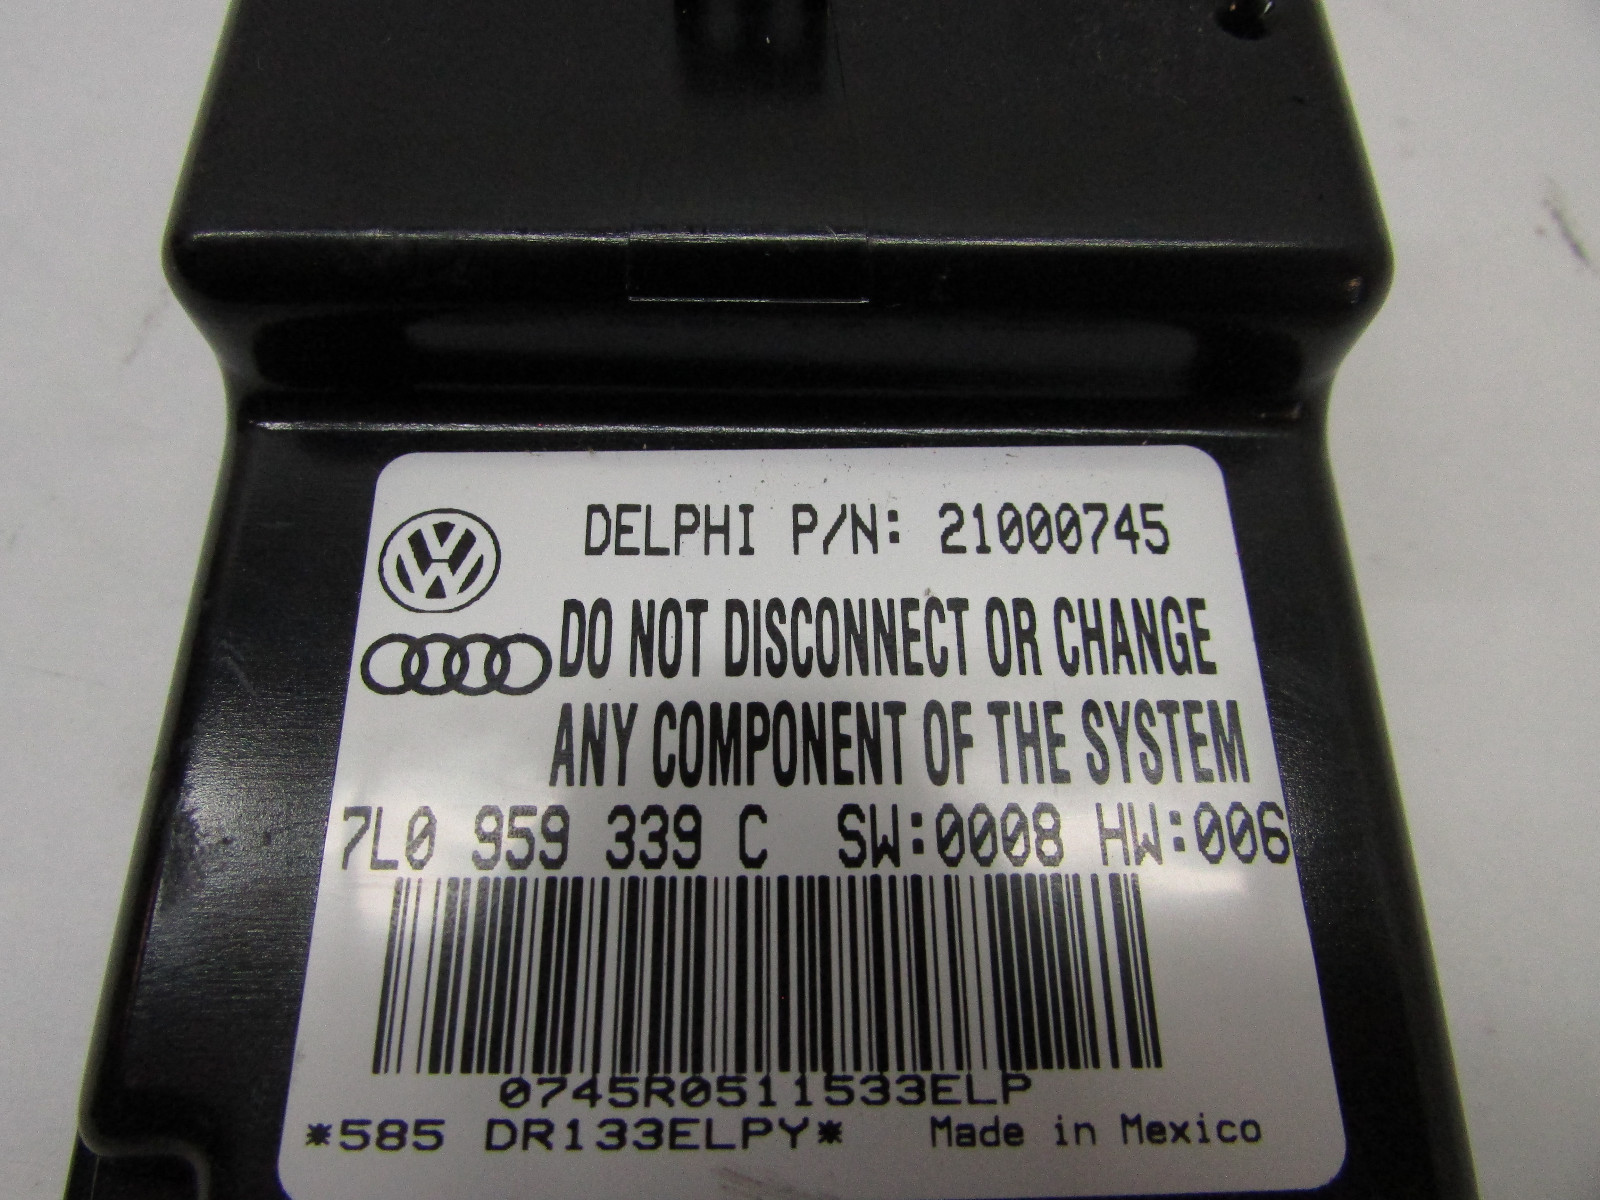 DELPHI P/N: 21000745
DO NOT DISCONNECT OR CHANGE
ANY COMPONENT OF THE SYSTEM
7L0 959 339 C SW:0008 HW:006
0745R0511533ELP
*585 DR133ELPY* Made in Mexico